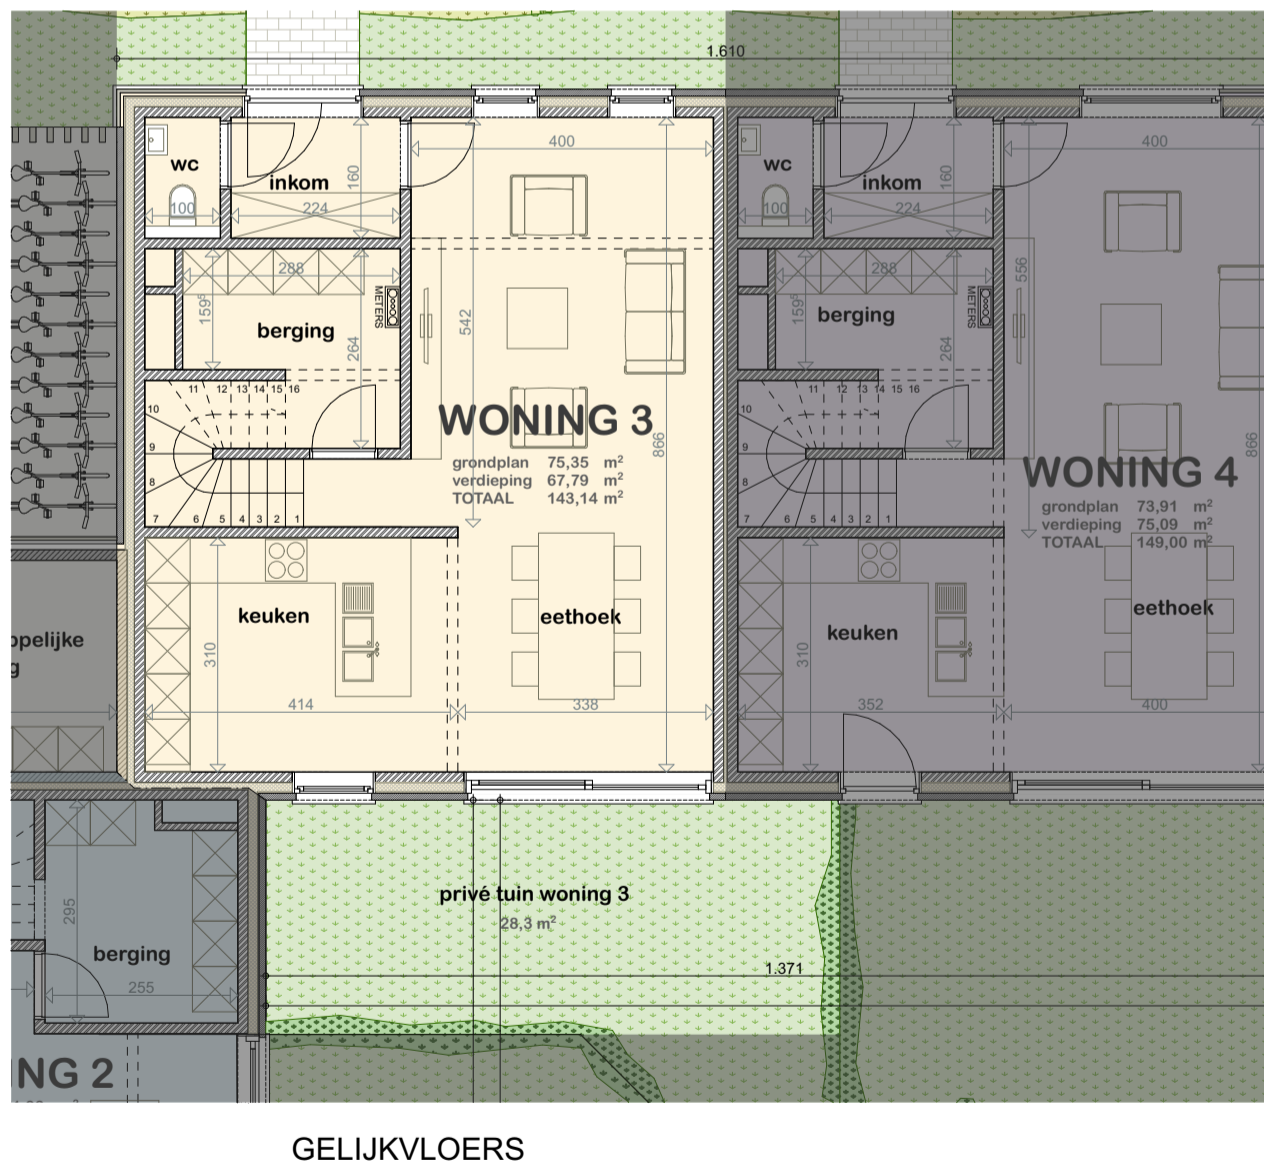 1.610
wc
inkom
400
160
100
224
wc
inkom
400
160
100
224
288
159⁵
berging
METERS
264
542
866
288
159⁵
berging
METERS
264
556
866
11 12 13 14 15 16
10
9
8
7 6 5 4 3 2 1
11 12 13 14 15 16
10
9
8
7 6 5 4 3 2 1
WONING 3
grondplan 75,35 m²
verdieping 67,79 m²
TOTAAL 143,14 m²
WONING 4
grondplan 73,91 m²
verdieping 75,09 m²
TOTAAL 149,00 m²
keuken
eethoek
310
414
338
keuken
eethoek
310
352
400
privé tuin woning 3
28,3 m²
1.371
295
berging
255
NG 2
GELIJKVLOERS